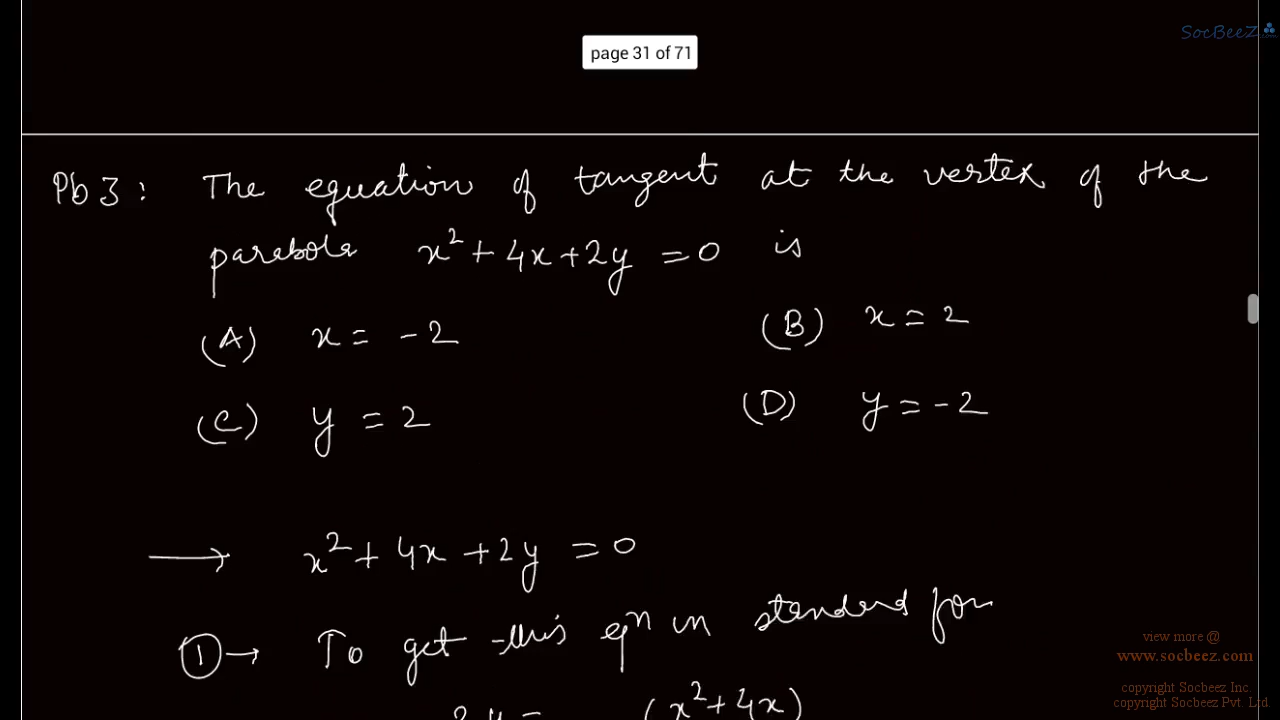 SocBeeZ
page 31 of 71
Pb 3 : The equation of tangent at the vertex of the
parabola x² + 4x + 2y = 0 is
(A) x = -2 (B) x = 2
(C) y = 2 (D) y = -2
→ x² + 4x + 2y = 0
① → To get this eqn in standard for
view more @
www.socbeez.com
2y = (x² + 4x)
copyright Socbeez Inc.
copyright Socbeez Pvt. Ltd